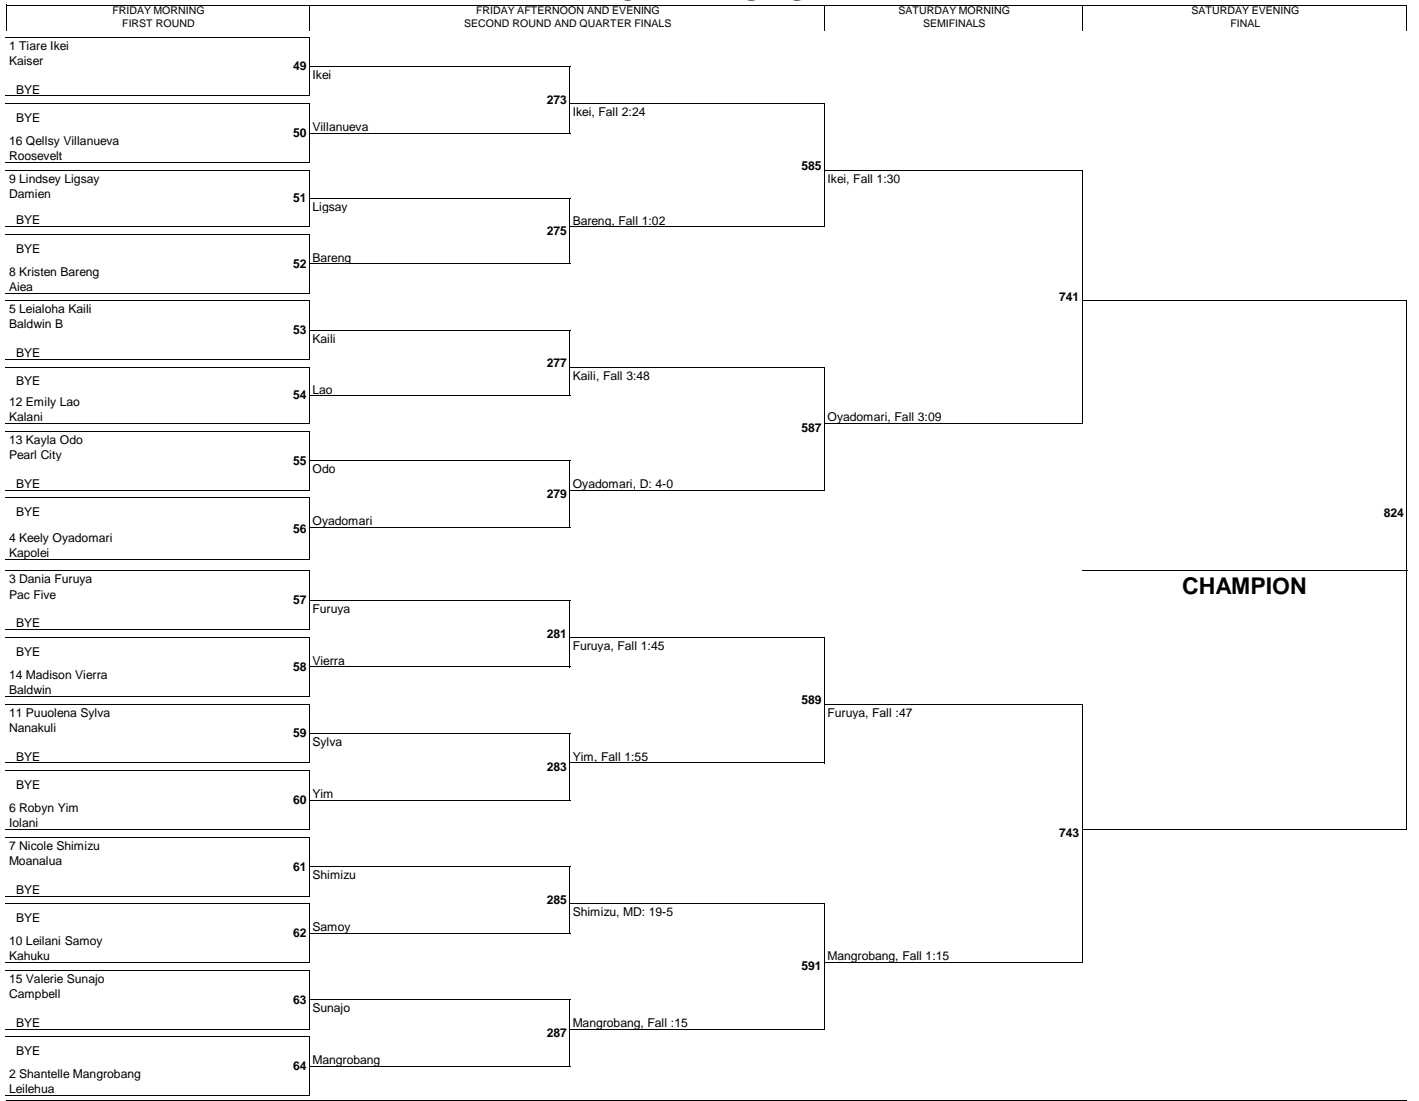 FRIDAY MORNING
FIRST ROUND
FRIDAY AFTERNOON AND EVENING
SECOND ROUND AND QUARTER FINALS
SATURDAY MORNING
SEMIFINALS
SATURDAY EVENING
FINAL
1 Tiare Ikei
Kaiser
49
BYE
BYE
50
16 Qellsy Villanueva
Roosevelt
9 Lindsey Ligsay
Damien
51
BYE
BYE
52
8 Kristen Bareng
Aiea
5 Leialoha Kaili
Baldwin B
53
BYE
BYE
54
12 Emily Lao
Kalani
13 Kayla Odo
Pearl City
55
BYE
BYE
56
4 Keely Oyadomari
Kapolei
3 Dania Furuya
Pac Five
57
BYE
BYE
58
14 Madison Vierra
Baldwin
11 Puuolena Sylva
Nanakuli
59
BYE
BYE
60
6 Robyn Yim
Iolani
7 Nicole Shimizu
Moanalua
61
BYE
BYE
62
10 Leilani Samoy
Kahuku
15 Valerie Sunajo
Campbell
63
BYE
BYE
64
2 Shantelle Mangrobang
Leilehua
Ikei
273
Villanueva
Ligsay
275
Bareng
Kaili
277
Lao
Odo
279
Oyadomari
Furuya
281
Vierra
Sylva
283
Yim
Shimizu
285
Samoy
Sunajo
287
Mangrobang
Ikei, Fall 2:24
585
Bareng, Fall 1:02
Kaili, Fall 3:48
587
Oyadomari, D: 4-0
Furuya, Fall 1:45
589
Yim, Fall 1:55
Shimizu, MD: 19-5
591
Mangrobang, Fall :15
Ikei, Fall 1:30
741
Oyadomari, Fall 3:09
Furuya, Fall :47
743
Mangrobang, Fall 1:15
824
CHAMPION